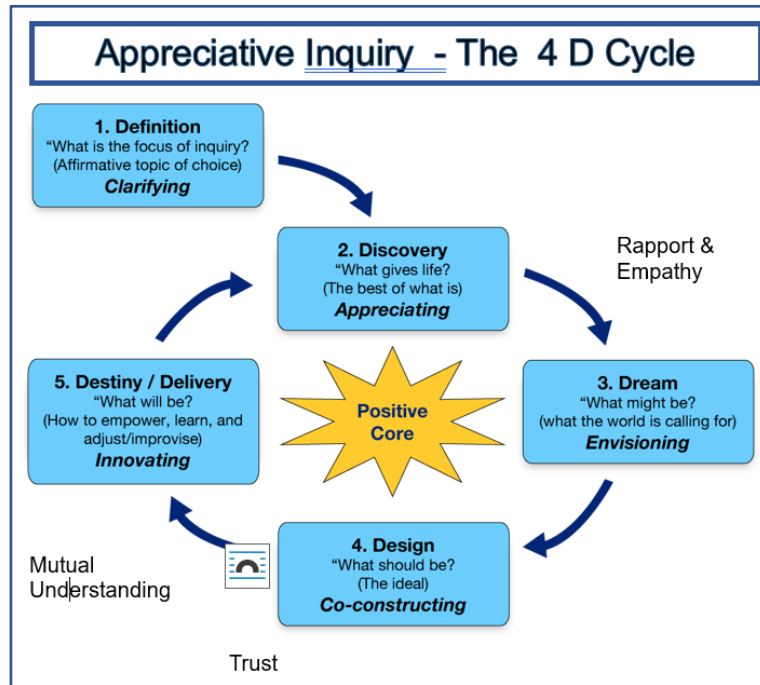 Appreciative Inquiry - The 4 D Cycle
1. Definition
“What is the focus of inquiry?
(Affirmative topic of choice)
Clarifying
2. Discovery
“What gives life?
(The best of what is)
Appreciating
Rapport &
Empathy
3. Dream
“What might be?
(what the world is calling for)
Envisioning
Positive
Core
5. Destiny / Delivery
“What will be?
(How to empower, learn, and
adjust/improvise)
Innovating
4. Design
“What should be?
(The ideal)
Co-constructing
Mutual
Understanding
Trust